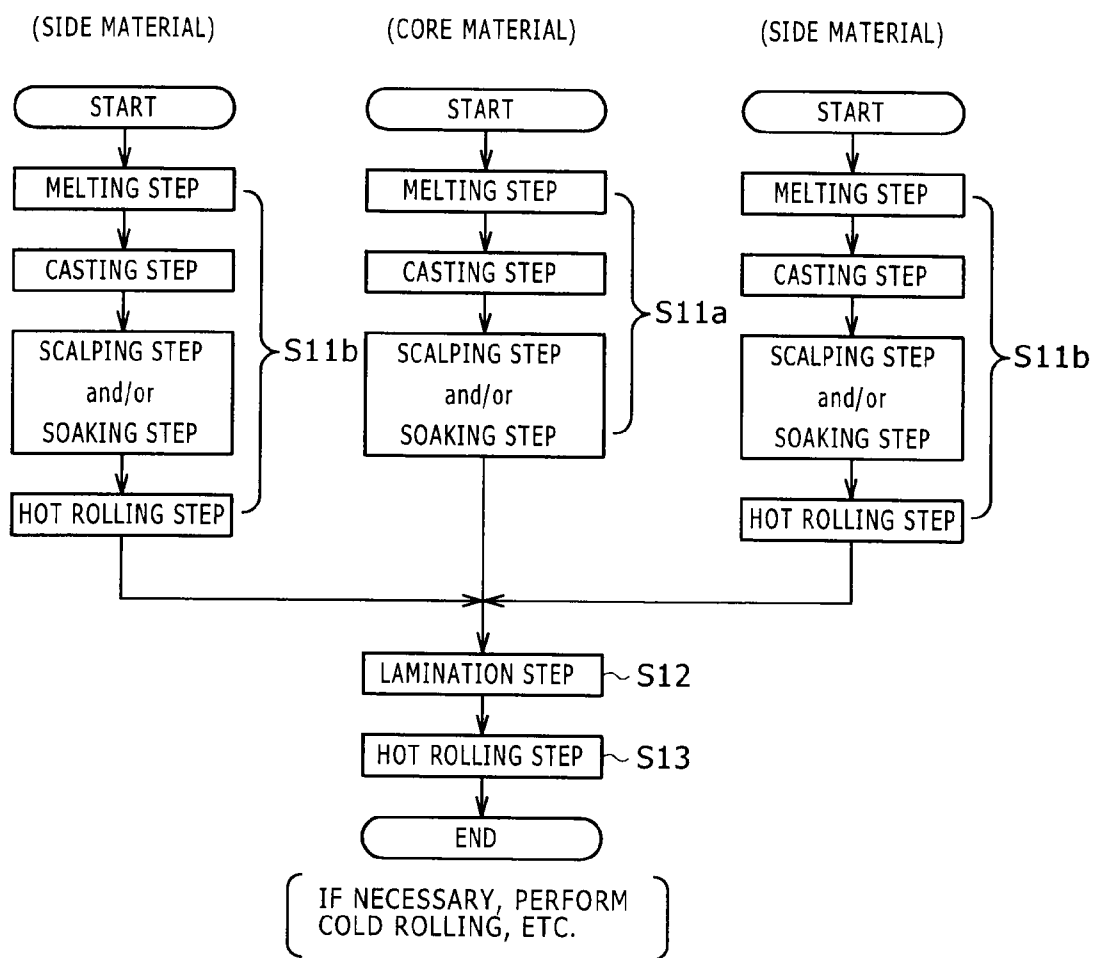 (SIDE MATERIAL)
START
MELTING STEP
CASTING STEP
SCALPING STEP
and/or
SOAKING STEP
HOT ROLLING STEP
S11b
(CORE MATERIAL)
START
MELTING STEP
CASTING STEP
SCALPING STEP
and/or
SOAKING STEP
S11a
(SIDE MATERIAL)
START
MELTING STEP
CASTING STEP
SCALPING STEP
and/or
SOAKING STEP
HOT ROLLING STEP
S11b
LAMINATION STEP
S12
HOT ROLLING STEP
S13
END
IF NECESSARY, PERFORM
COLD ROLLING, ETC.